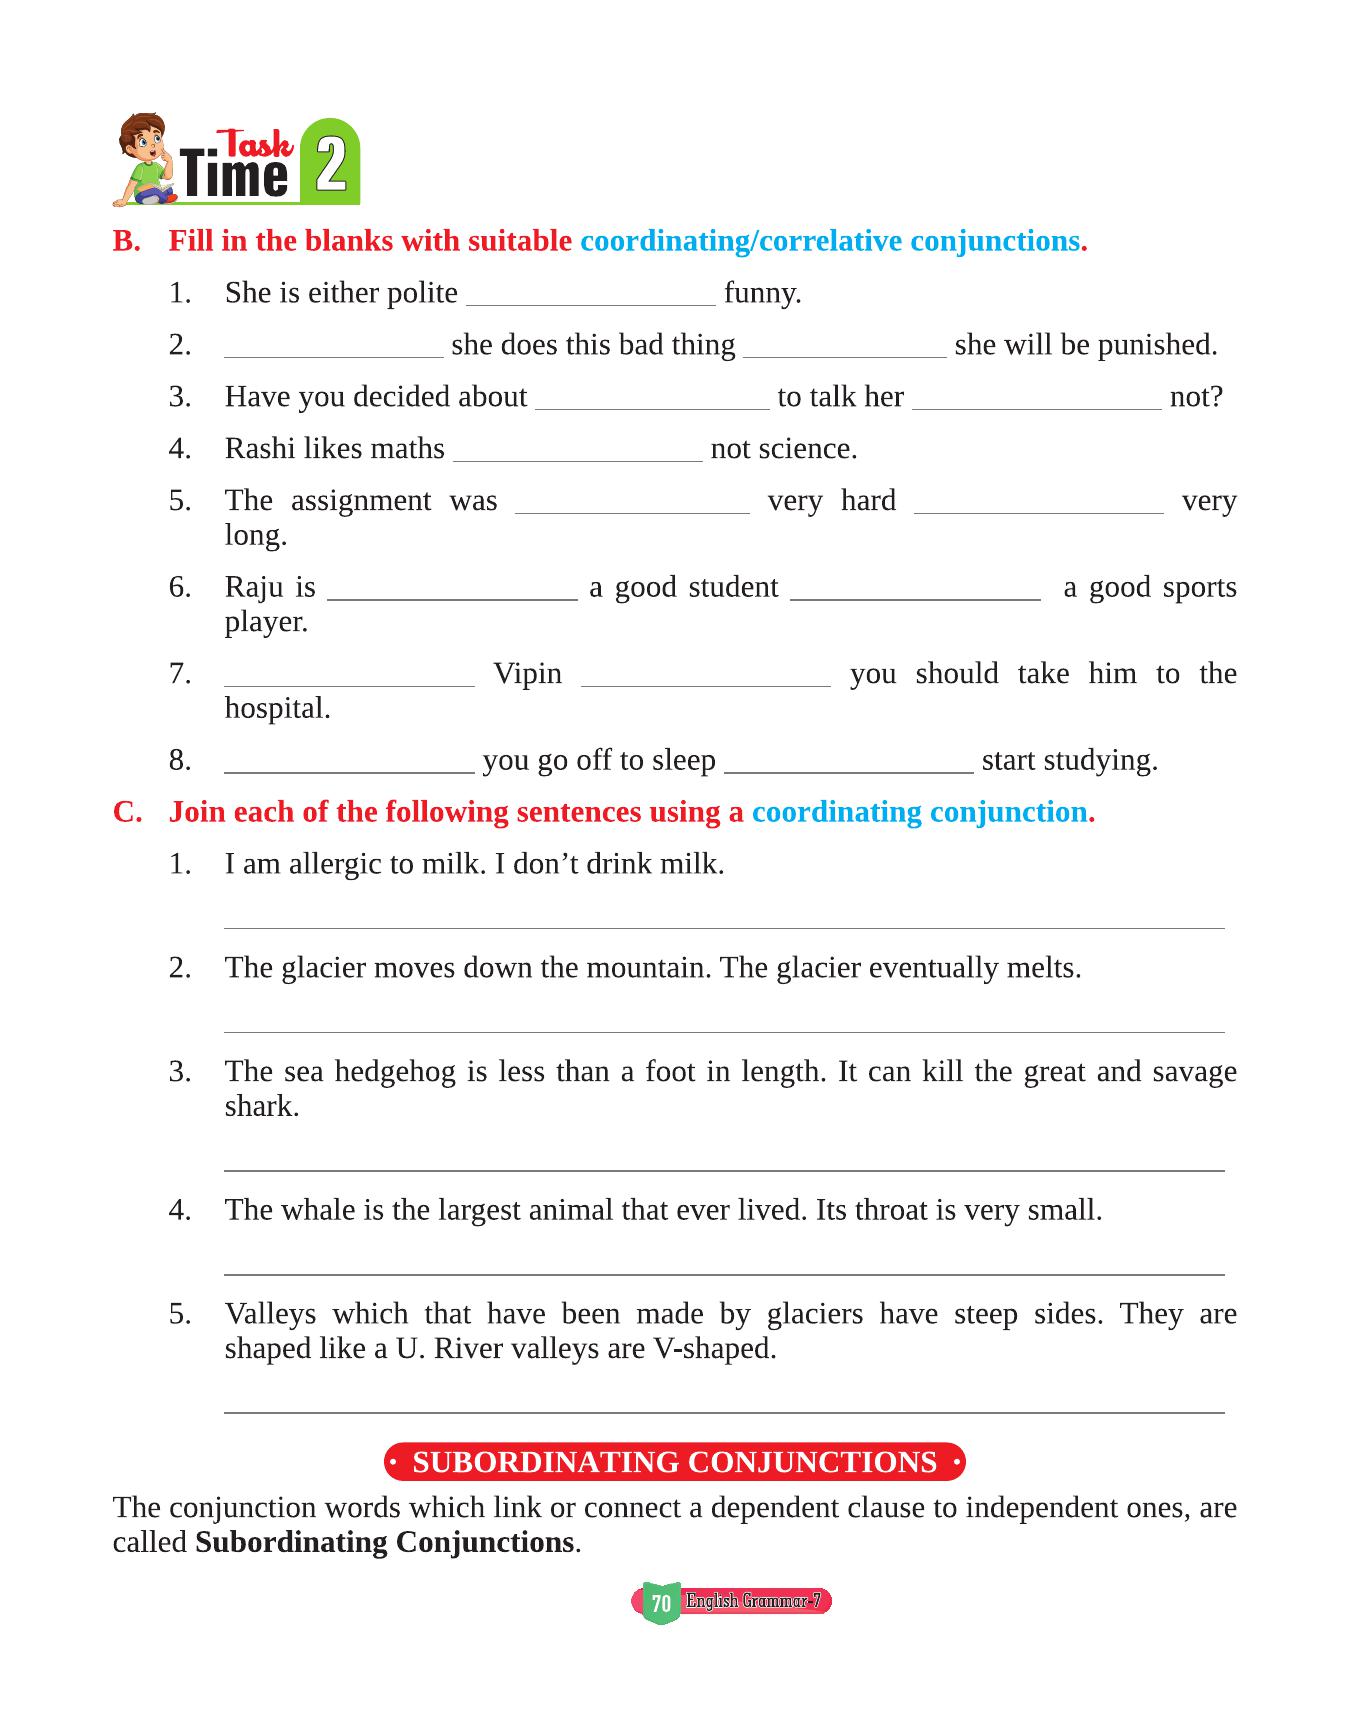 Task
Time 2
B. Fill in the blanks with suitable coordinating/correlative conjunctions.
1. She is either polite ________________ funny.
2. ______________ she does this bad thing _____________ she will be punished.
3. Have you decided about _______________ to talk her ________________ not?
4. Rashi likes maths ________________ not science.
5. The assignment was _______________ very hard ________________ very
long.
6. Raju is ________________ a good student ________________ a good sports
player.
7. ________________ Vipin ________________ you should take him to the
hospital.
8. ________________ you go off to sleep ________________ start studying.
C. Join each of the following sentences using a coordinating conjunction.
1. I am allergic to milk. I don’t drink milk.
2. The glacier moves down the mountain. The glacier eventually melts.
3. The sea hedgehog is less than a foot in length. It can kill the great and savage
shark.
4. The whale is the largest animal that ever lived. Its throat is very small.
5. Valleys which that have been made by glaciers have steep sides. They are
shaped like a U. River valleys are V-shaped.
• SUBORDINATING CONJUNCTIONS •
The conjunction words which link or connect a dependent clause to independent ones, are
called Subordinating Conjunctions.
70 English Grammar-7